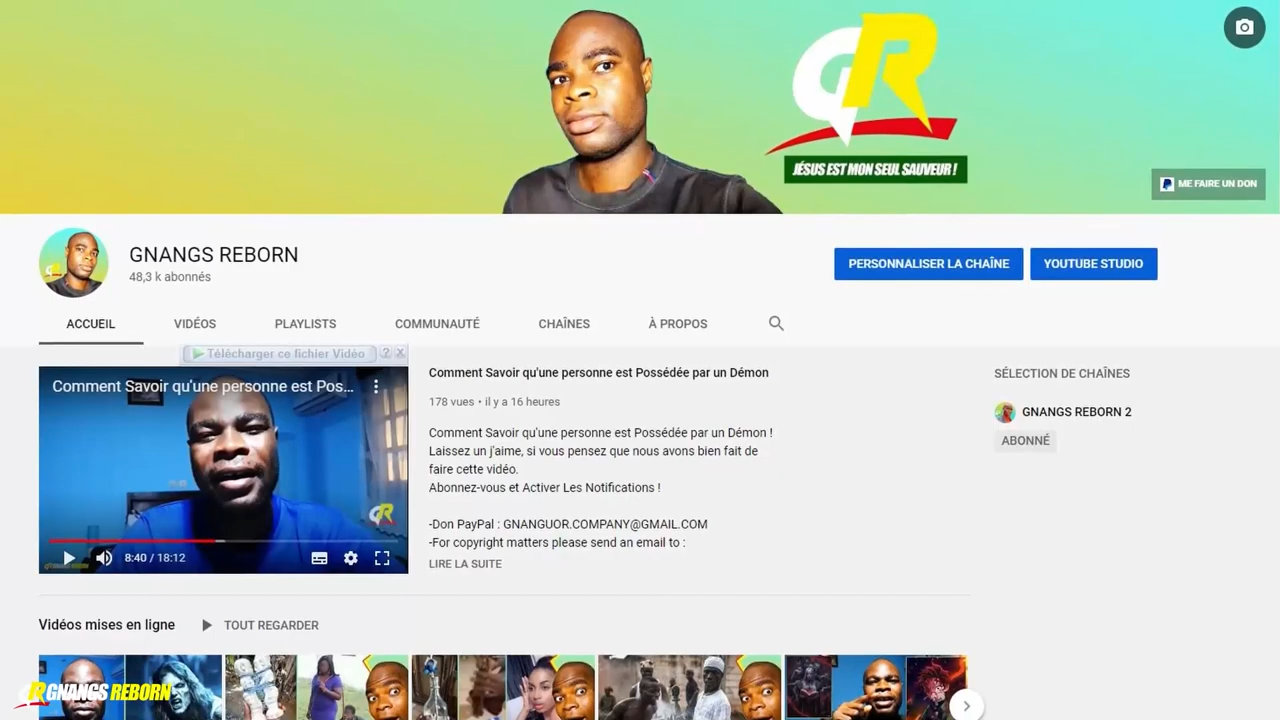 GR
JÉSUS EST MON SEUL SAUVEUR !
ME FAIRE UN DON
GNANGS REBORN
48,3 k abonnés
PERSONNALISER LA CHAÎNE
YOUTUBE STUDIO
ACCUEIL VIDÉOS PLAYLISTS COMMUNAUTÉ CHAÎNES À PROPOS
Télécharger ce fichier Vidéo ? X
Comment Savoir qu'une personne est Pos...
GR
8:40 / 18:12
Comment Savoir qu'une personne est Possédée par un Démon
178 vues • il y a 16 heures
Comment Savoir qu'une personne est Possédée par un Démon !
Laissez un j'aime, si vous pensez que nous avons bien fait de
faire cette vidéo.
Abonnez-vous et Activer Les Notifications !
-Don PayPal : GNANGUOR.COMPANY@GMAIL.COM
-For copyright matters please send an email to :
LIRE LA SUITE
SÉLECTION DE CHAÎNES
GNANGS REBORN 2
ABONNÉ
Vidéos mises en ligne
TOUT REGARDER
GR GNANGS REBORN